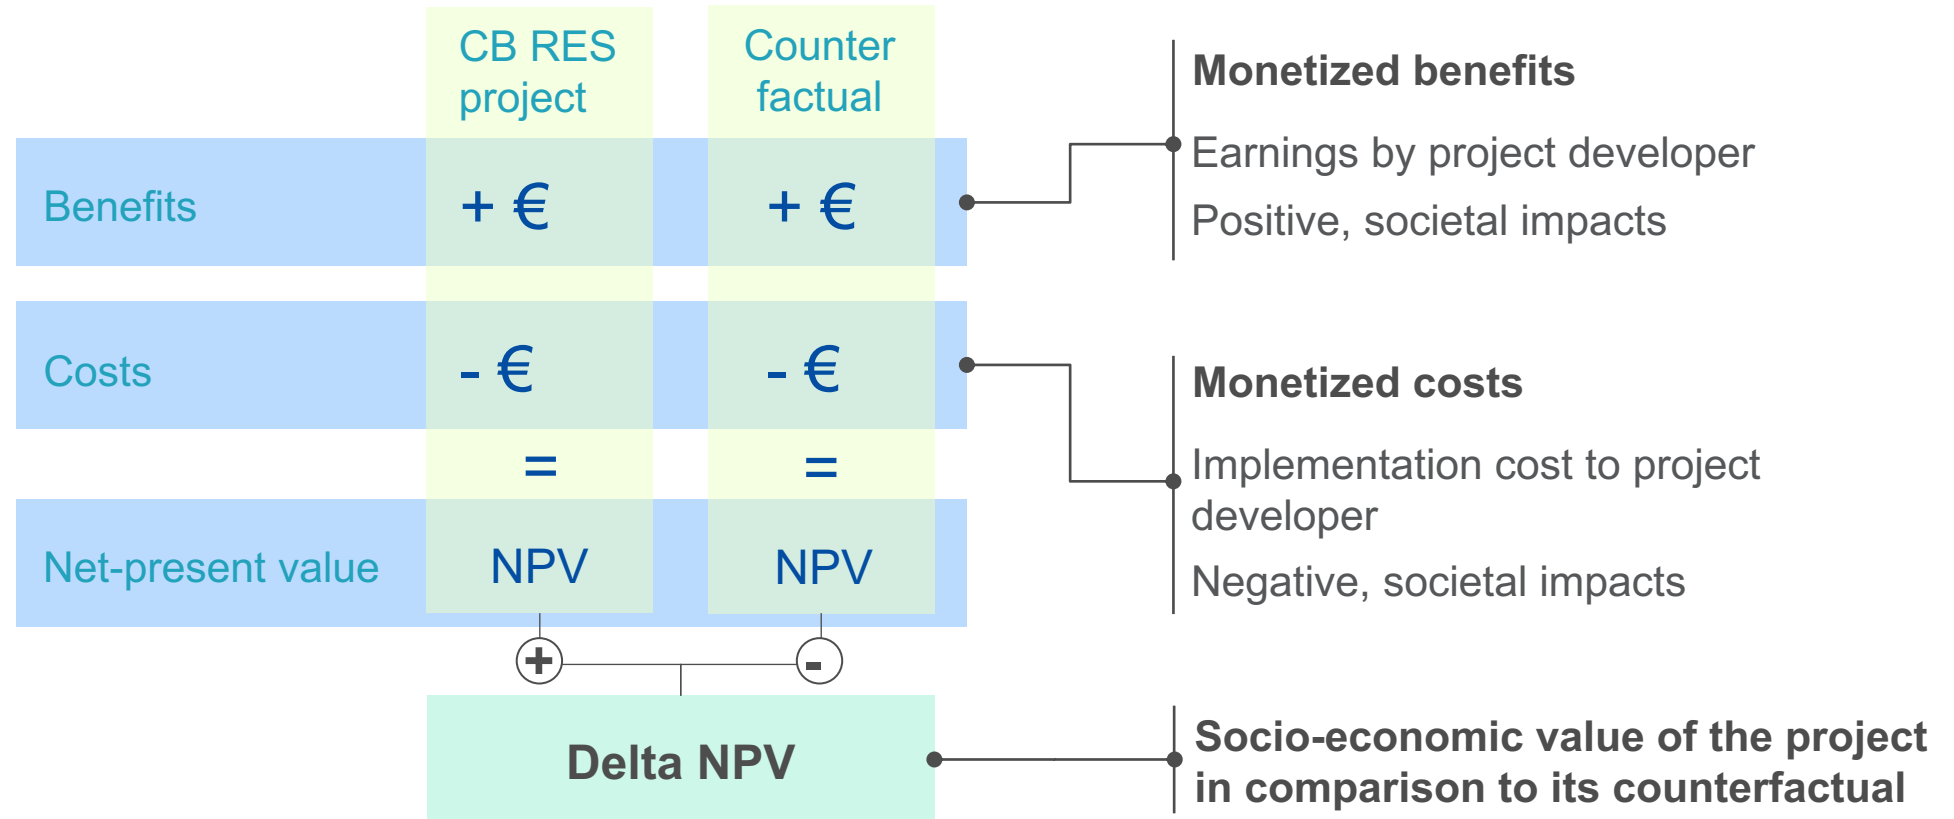 CB RES
project
Counter
factual
Benefits
+ €
+ €
Monetized benefits
Earnings by project developer
Positive, societal impacts
Costs
- €
- €
Monetized costs
Implementation cost to project
developer
Negative, societal impacts
=
=
Net-present value
NPV
NPV
+
-
Delta NPV
Socio-economic value of the project
in comparison to its counterfactual